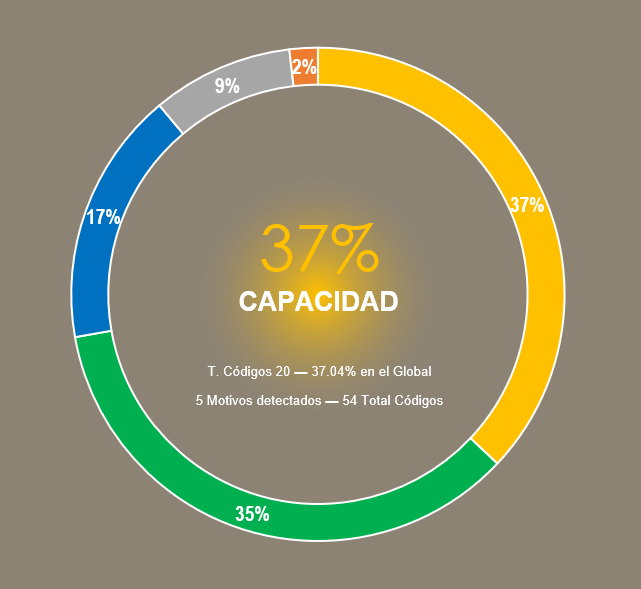 2%
9%
37%
17%
37%
CAPACIDAD
T. Códigos 20 — 37.04% en el Global
5 Motivos detectados — 54 Total Códigos
35%